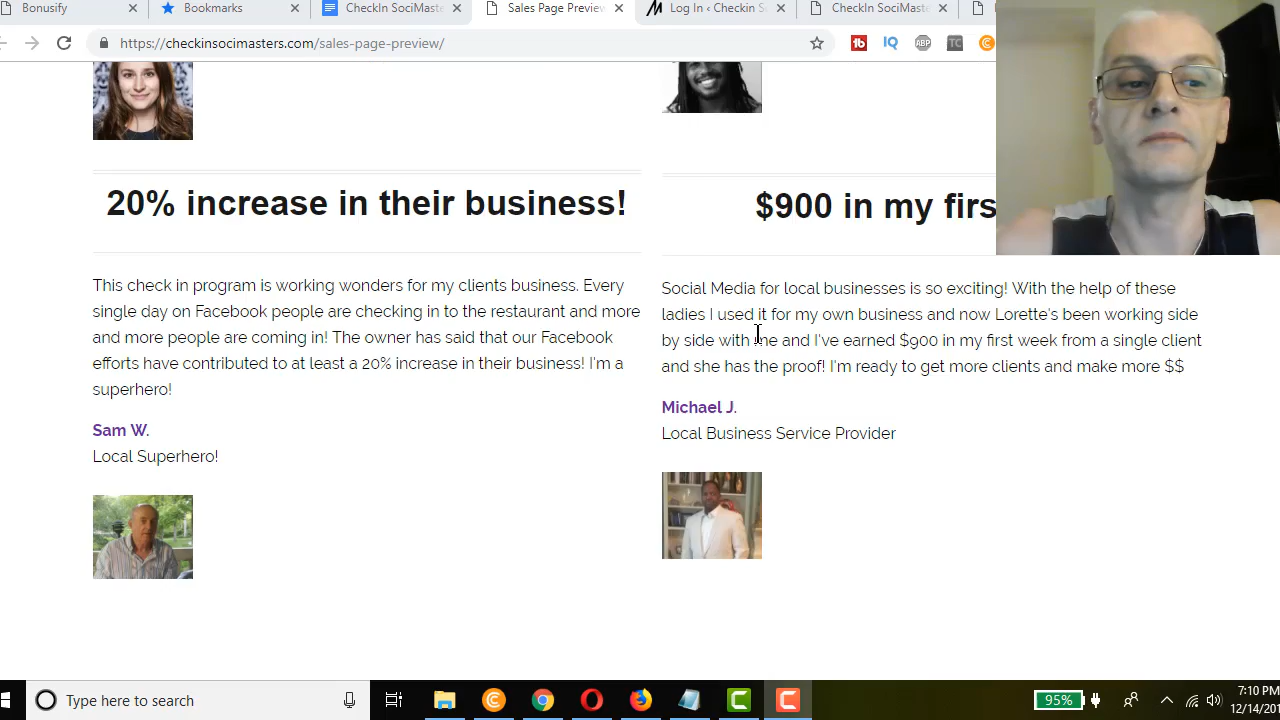 Bonusify
Bookmarks
CheckIn SociMaste
Sales Page Preview
Log In ‹ Checkin S
CheckIn SociMaste
https://checkinsocimasters.com/sales-page-preview/
20% increase in their business!
This check in program is working wonders for my clients business. Every
single day on Facebook people are checking in to the restaurant and more
and more people are coming in! The owner has said that our Facebook
efforts have contributed to at least a 20% increase in their business! I'm a
superhero!
Sam W.
Local Superhero!
$900 in my firs
Social Media for local businesses is so exciting! With the help of these
ladies I used it for my own business and now Lorette's been working side
by side with me and I've earned $900 in my first week from a single client
and she has the proof! I'm ready to get more clients and make more $$
Michael J.
Local Business Service Provider
Type here to search
95%
7:10 PM
12/14/201